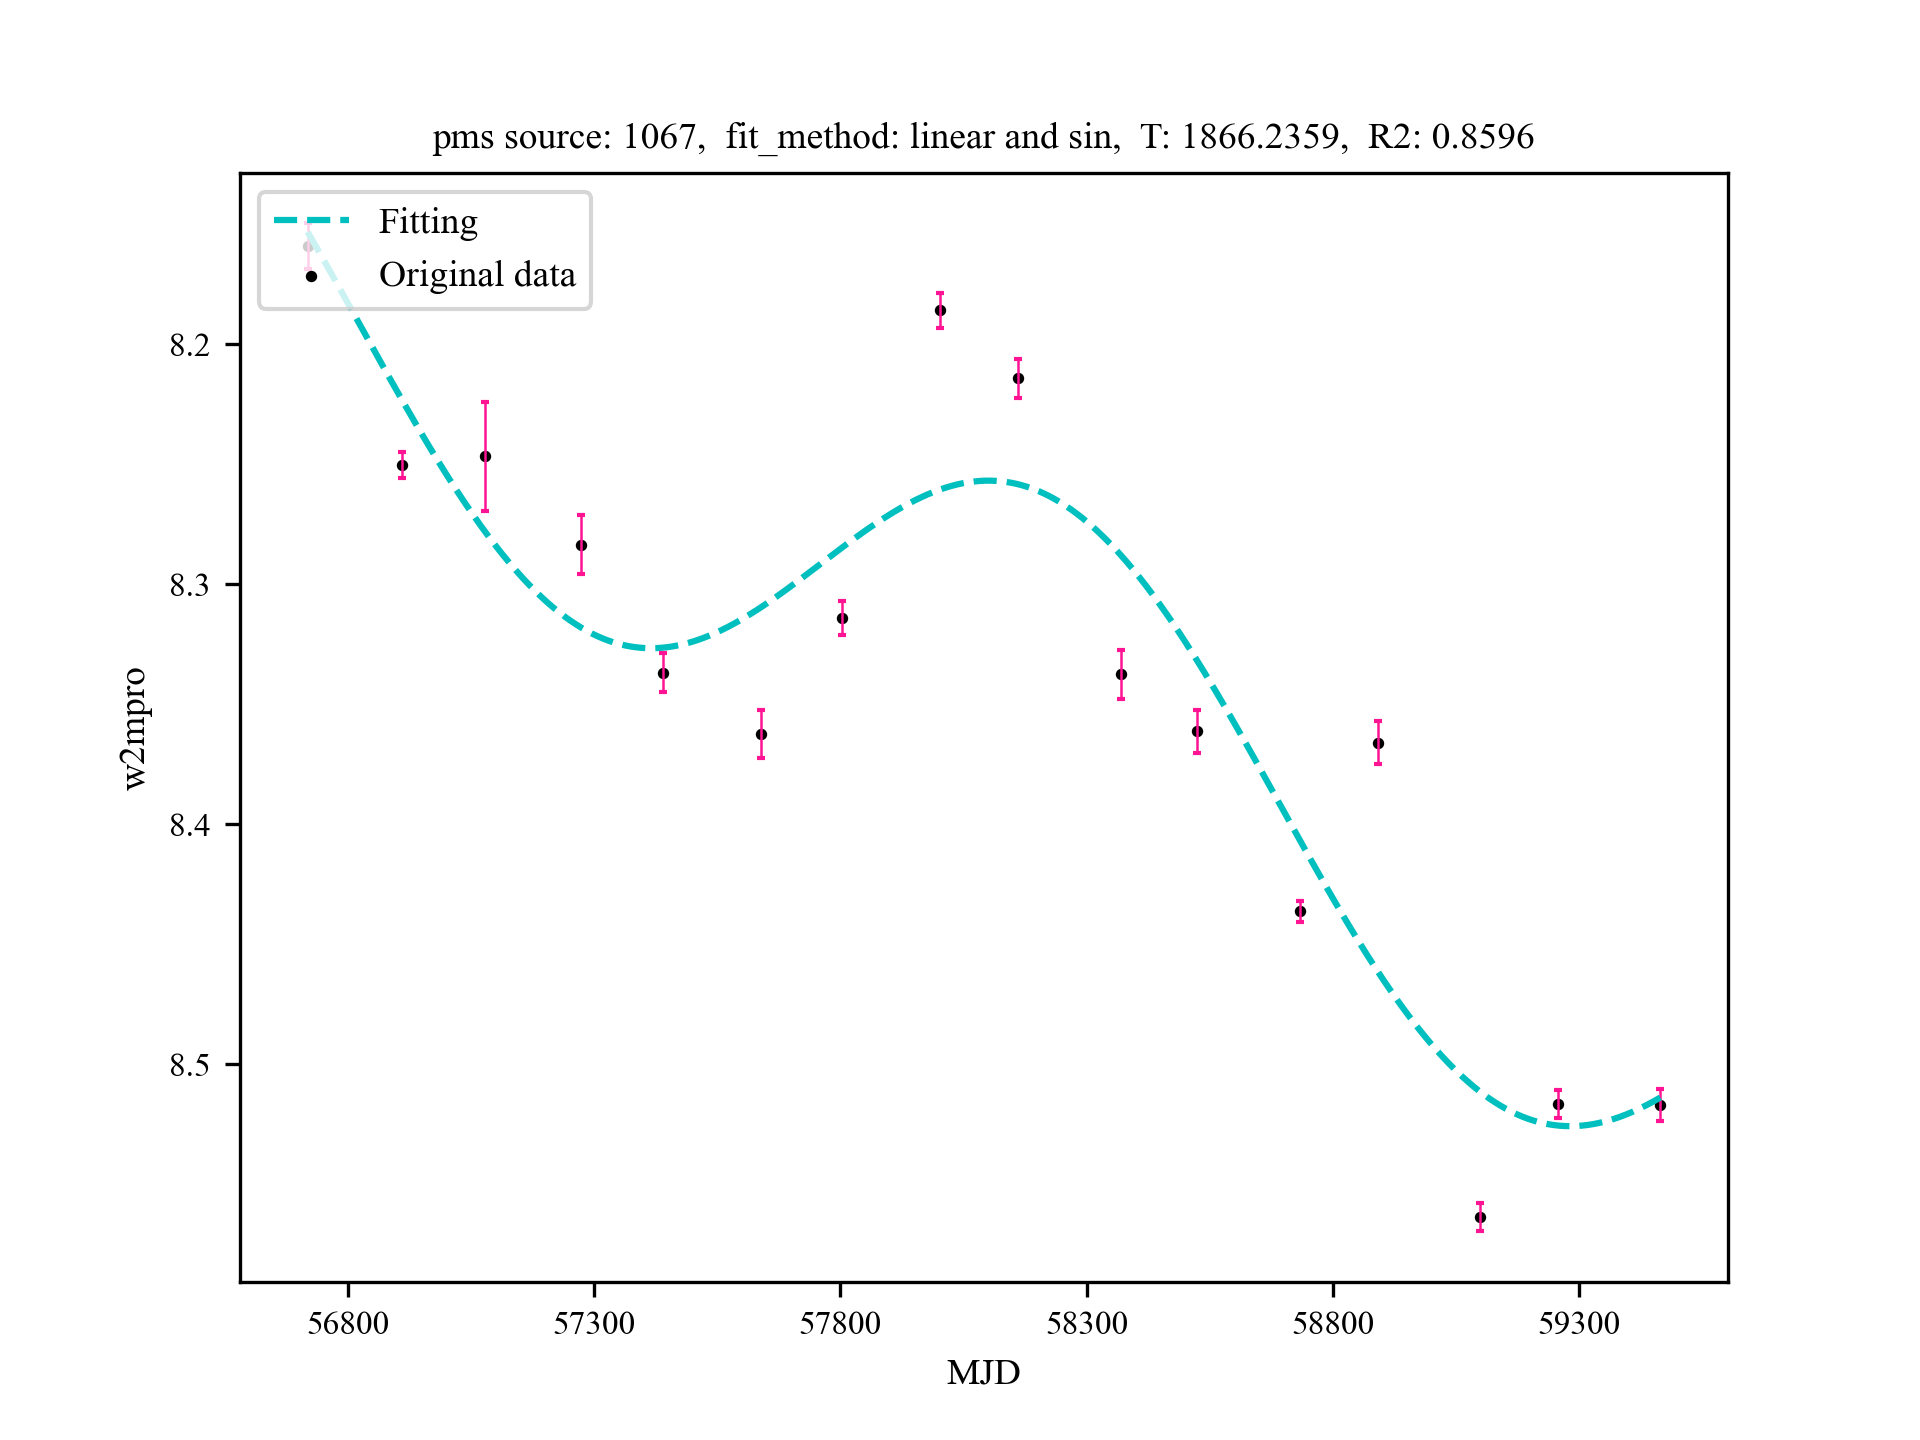 pms source: 1067,  fit_method: linear and sin,  T: 1866.2359,  R2: 0.8596
Fitting
Original data
8.2
8.3
8.4
8.5
w2mpro
56800
57300
57800
58300
58800
59300
MJD